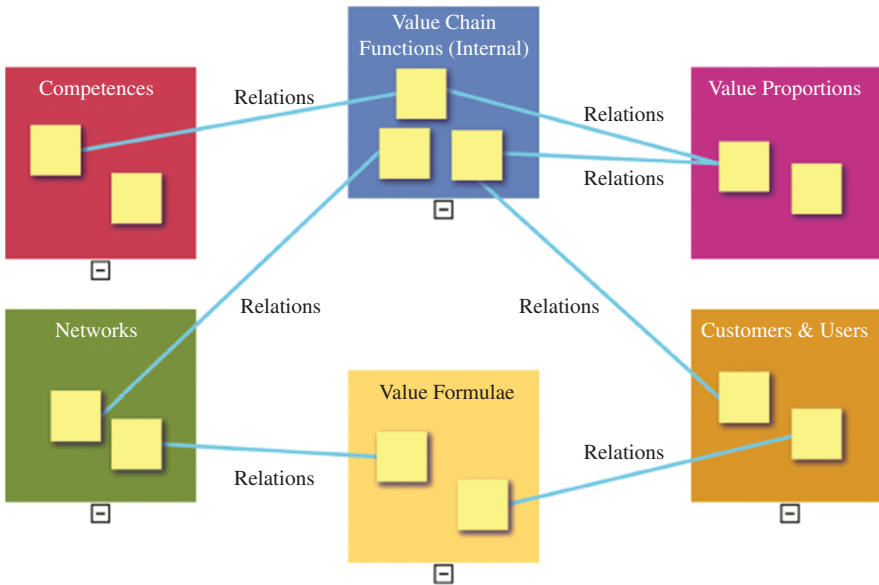 Value Chain
Functions (Internal)
Competences
Value Proportions
Relations
Relations
Relations
Relations
Relations
Networks
Customers & Users
Value Formulae
Relations
Relations